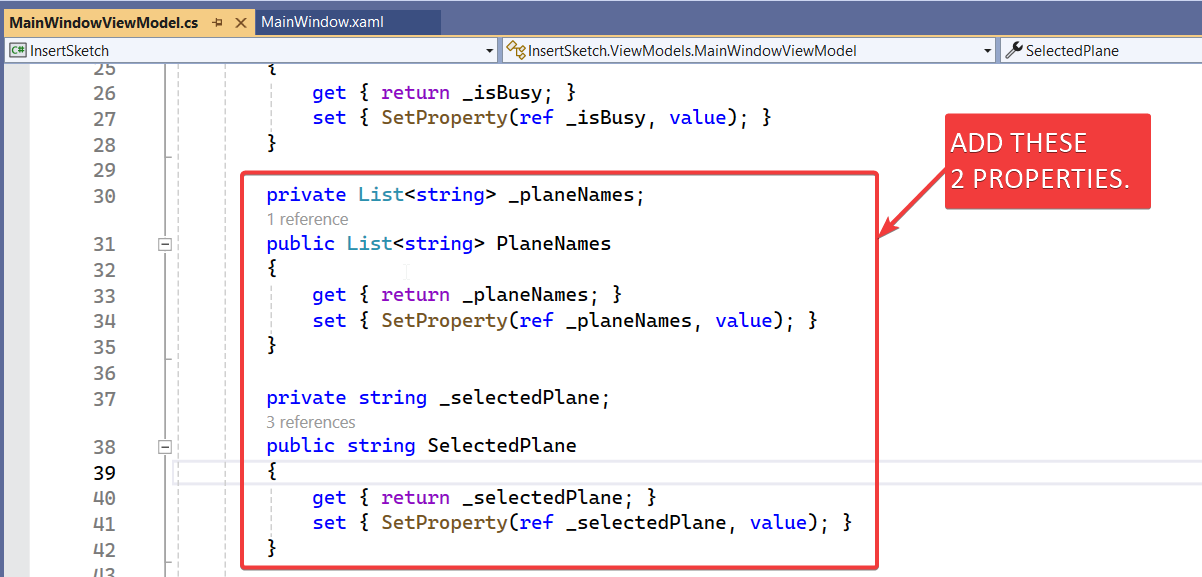 MainWindowViewModel.cs MainWindow.xaml
C# InsertSketch InsertSketch.ViewModels.MainWindowViewModel SelectedPlane
25 {
26 get { return _isBusy; }
27 set { SetProperty(ref _isBusy, value); }
28 }
29
30 private List<string> _planeNames;
1 reference
31 public List<string> PlaneNames
32 {
33 get { return _planeNames; }
34 set { SetProperty(ref _planeNames, value); }
35 }
36
37 private string _selectedPlane;
3 references
38 public string SelectedPlane
39 {
40 get { return _selectedPlane; }
41 set { SetProperty(ref _selectedPlane, value); }
42 }
43
ADD THESE
2 PROPERTIES.